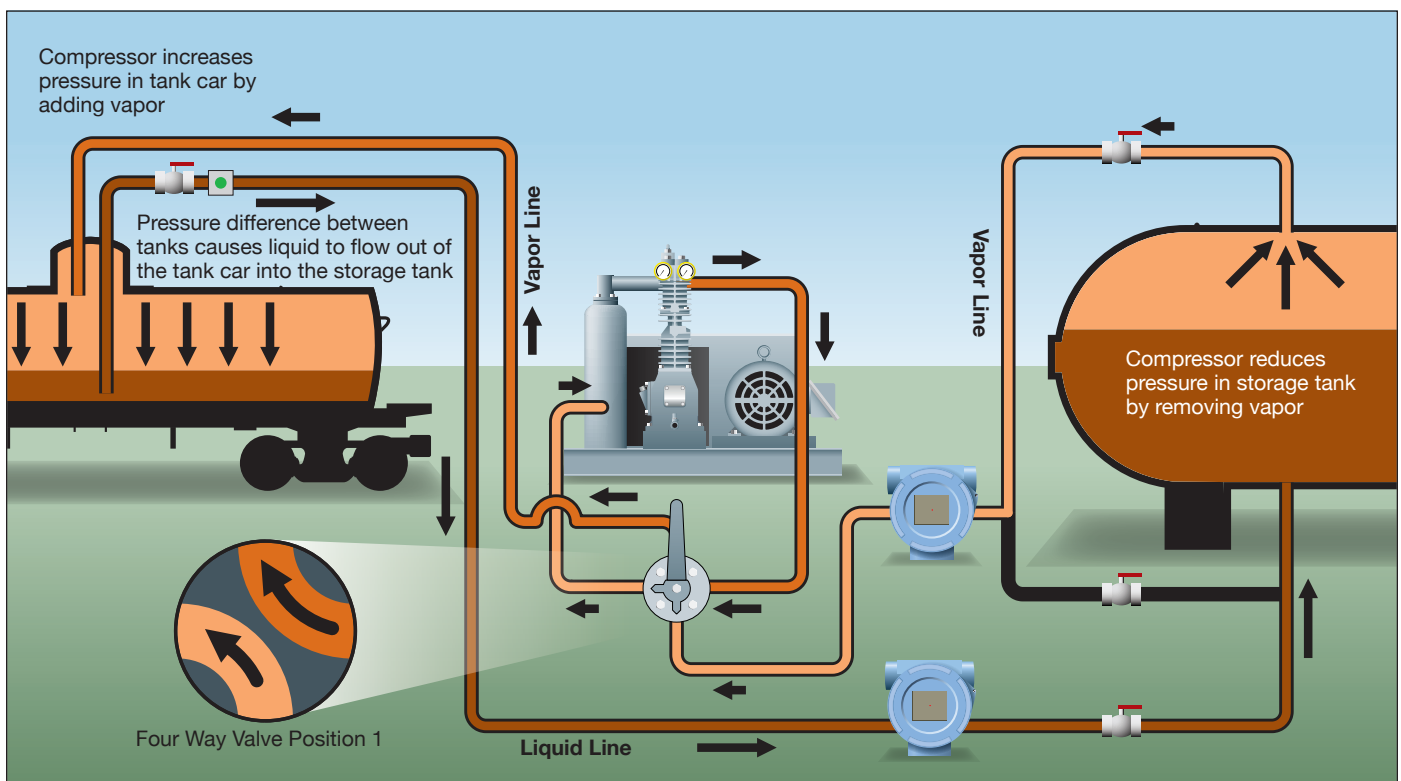 Compressor increases
pressure in tank car by
adding vapor
Pressure difference between
tanks causes liquid to flow out of
the tank car into the storage tank
Vapor Line
Vapor Line
Compressor reduces
pressure in storage tank
by removing vapor
Four Way Valve Position 1
Liquid Line